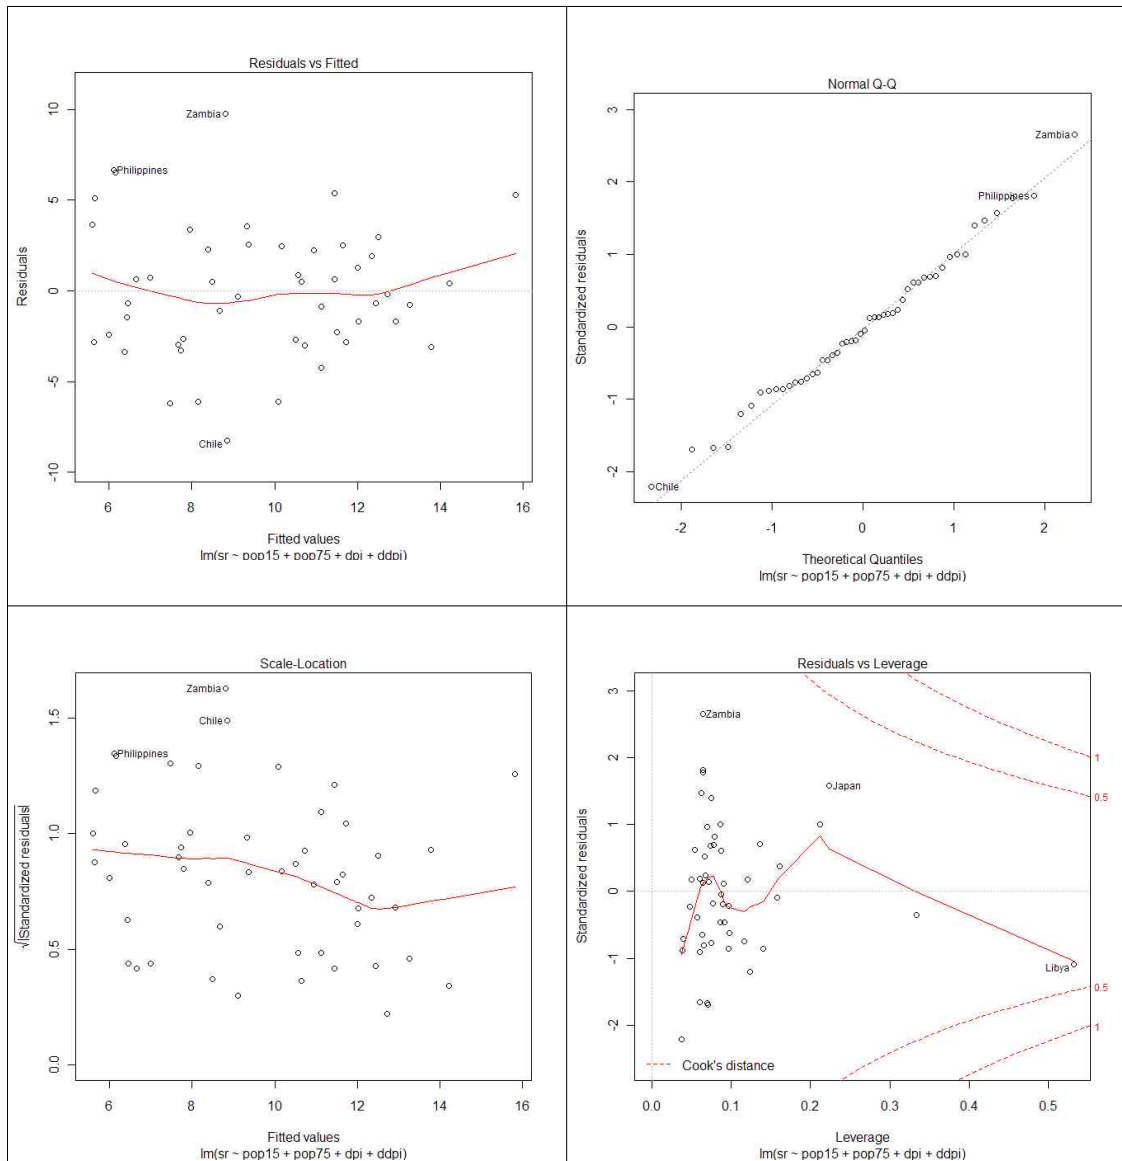 Residuals vs Fitted
Zambia
Philippines
Chile
Residuals
10
5
0
-5
-10
6 8 10 12 14 16
Fitted values
lm(sr ~ pop15 + pop75 + dpi + ddpi)
Normal Q-Q
Zambia
Philippines
Chile
Standardized residuals
3
2
1
0
-1
-2
-2 -1 0 1 2
Theoretical Quantiles
lm(sr ~ pop15 + pop75 + dpi + ddpi)
Scale-Location
Zambia
Chile
Philippines
√|Standardized residuals|
1.5
1.0
0.5
0.0
6 8 10 12 14 16
Fitted values
lm(sr ~ pop15 + pop75 + dpi + ddpi)
Residuals vs Leverage
Zambia
Japan
Libya
1
0.5
0.5
1
Cook's distance
Standardized residuals
3
2
1
0
-1
-2
0.0 0.1 0.2 0.3 0.4 0.5
Leverage
lm(sr ~ pop15 + pop75 + dpi + ddpi)